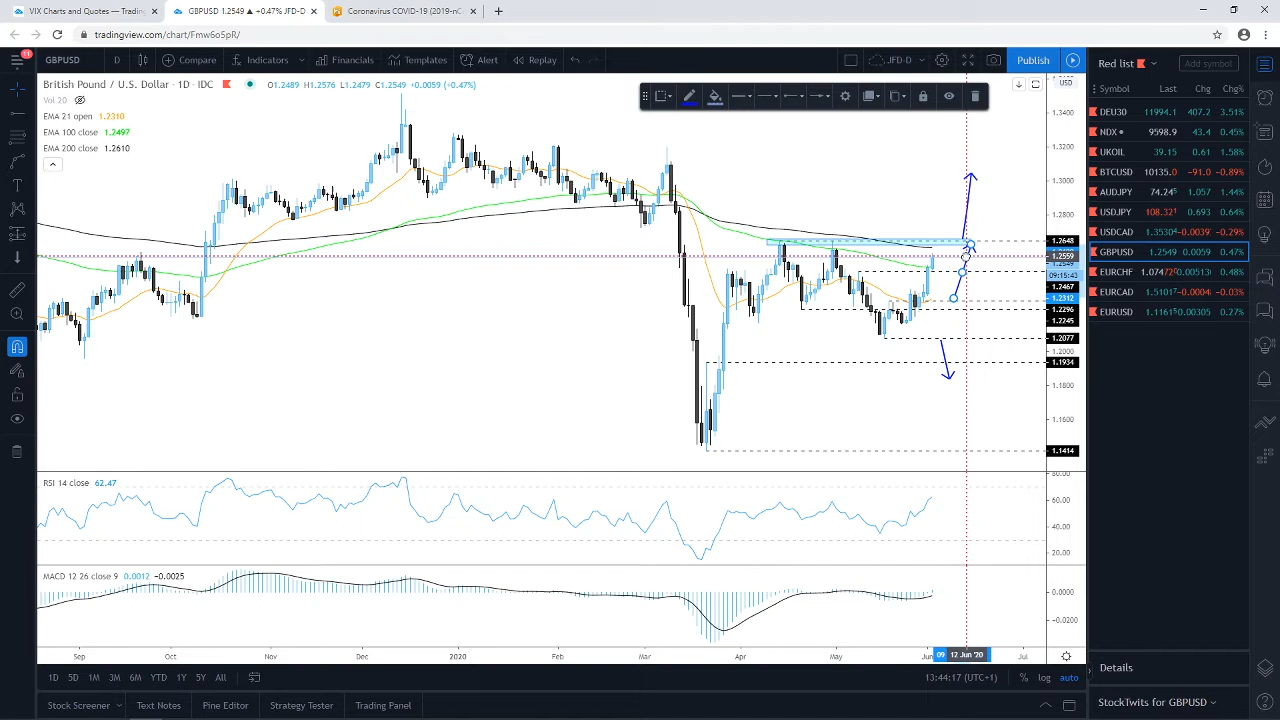 VIX Charts and Quotes — Trading
GBPUSD 1.2549 ▲ +0.47% JFD-D
Coronavirus COVID-19 (2019-nC
tradingview.com/chart/Fmw6o5pR/
11
GBPUSD D Compare Indicators Financials Templates Alert Replay JFD-D Publish
Red list Add symbol
British Pound / U.S. Dollar · 1D · IDC O1.2489 H1.2576 L1.2479 C1.2549 +0.0059 (+0.47%)
Vol 20
EMA 21 open 1.2310
EMA 100 close 1.2497
EMA 200 close 1.2610
USD
1.3400
1.3200
1.3000
1.2800
1.2648
1.2559
09:15:43
1.2467
1.2312
1.2296
1.2245
1.2077
1.2000
1.1934
1.1800
1.1600
1.1414
Symbol Last Chg Chg%
DEU30 11994.1 407.2 3.51%
NDX 9598.9 43.4 0.45%
UKOIL 39.15 0.61 1.58%
BTCUSD 10135.0 -91.0 -0.89%
AUDJPY 74.245 1.057 1.44%
USDJPY 108.321 0.693 0.64%
USDCAD 1.35304 -0.0039 -0.29%
GBPUSD 1.2549 0.0059 0.47%
EURCHF 1.07472 0.00513 0.48%
EURCAD 1.51017 -0.0004 -0.03%
EURUSD 1.11615 0.00305 0.27%
RSI 14 close 62.47
80.00
60.00
40.00
20.00
MACD 12 26 close 9 0.0012 −0.0025
0.0000
-0.0200
Sep Oct Nov Dec 2020 Feb Mar Apr May Jun 09 12 Jun '20 Jul
1D 5D 1M 3M 6M YTD 1Y 5Y All
13:44:17 (UTC+1) % log auto
Stock Screener Text Notes Pine Editor Strategy Tester Trading Panel
Details
StockTwits for GBPUSD